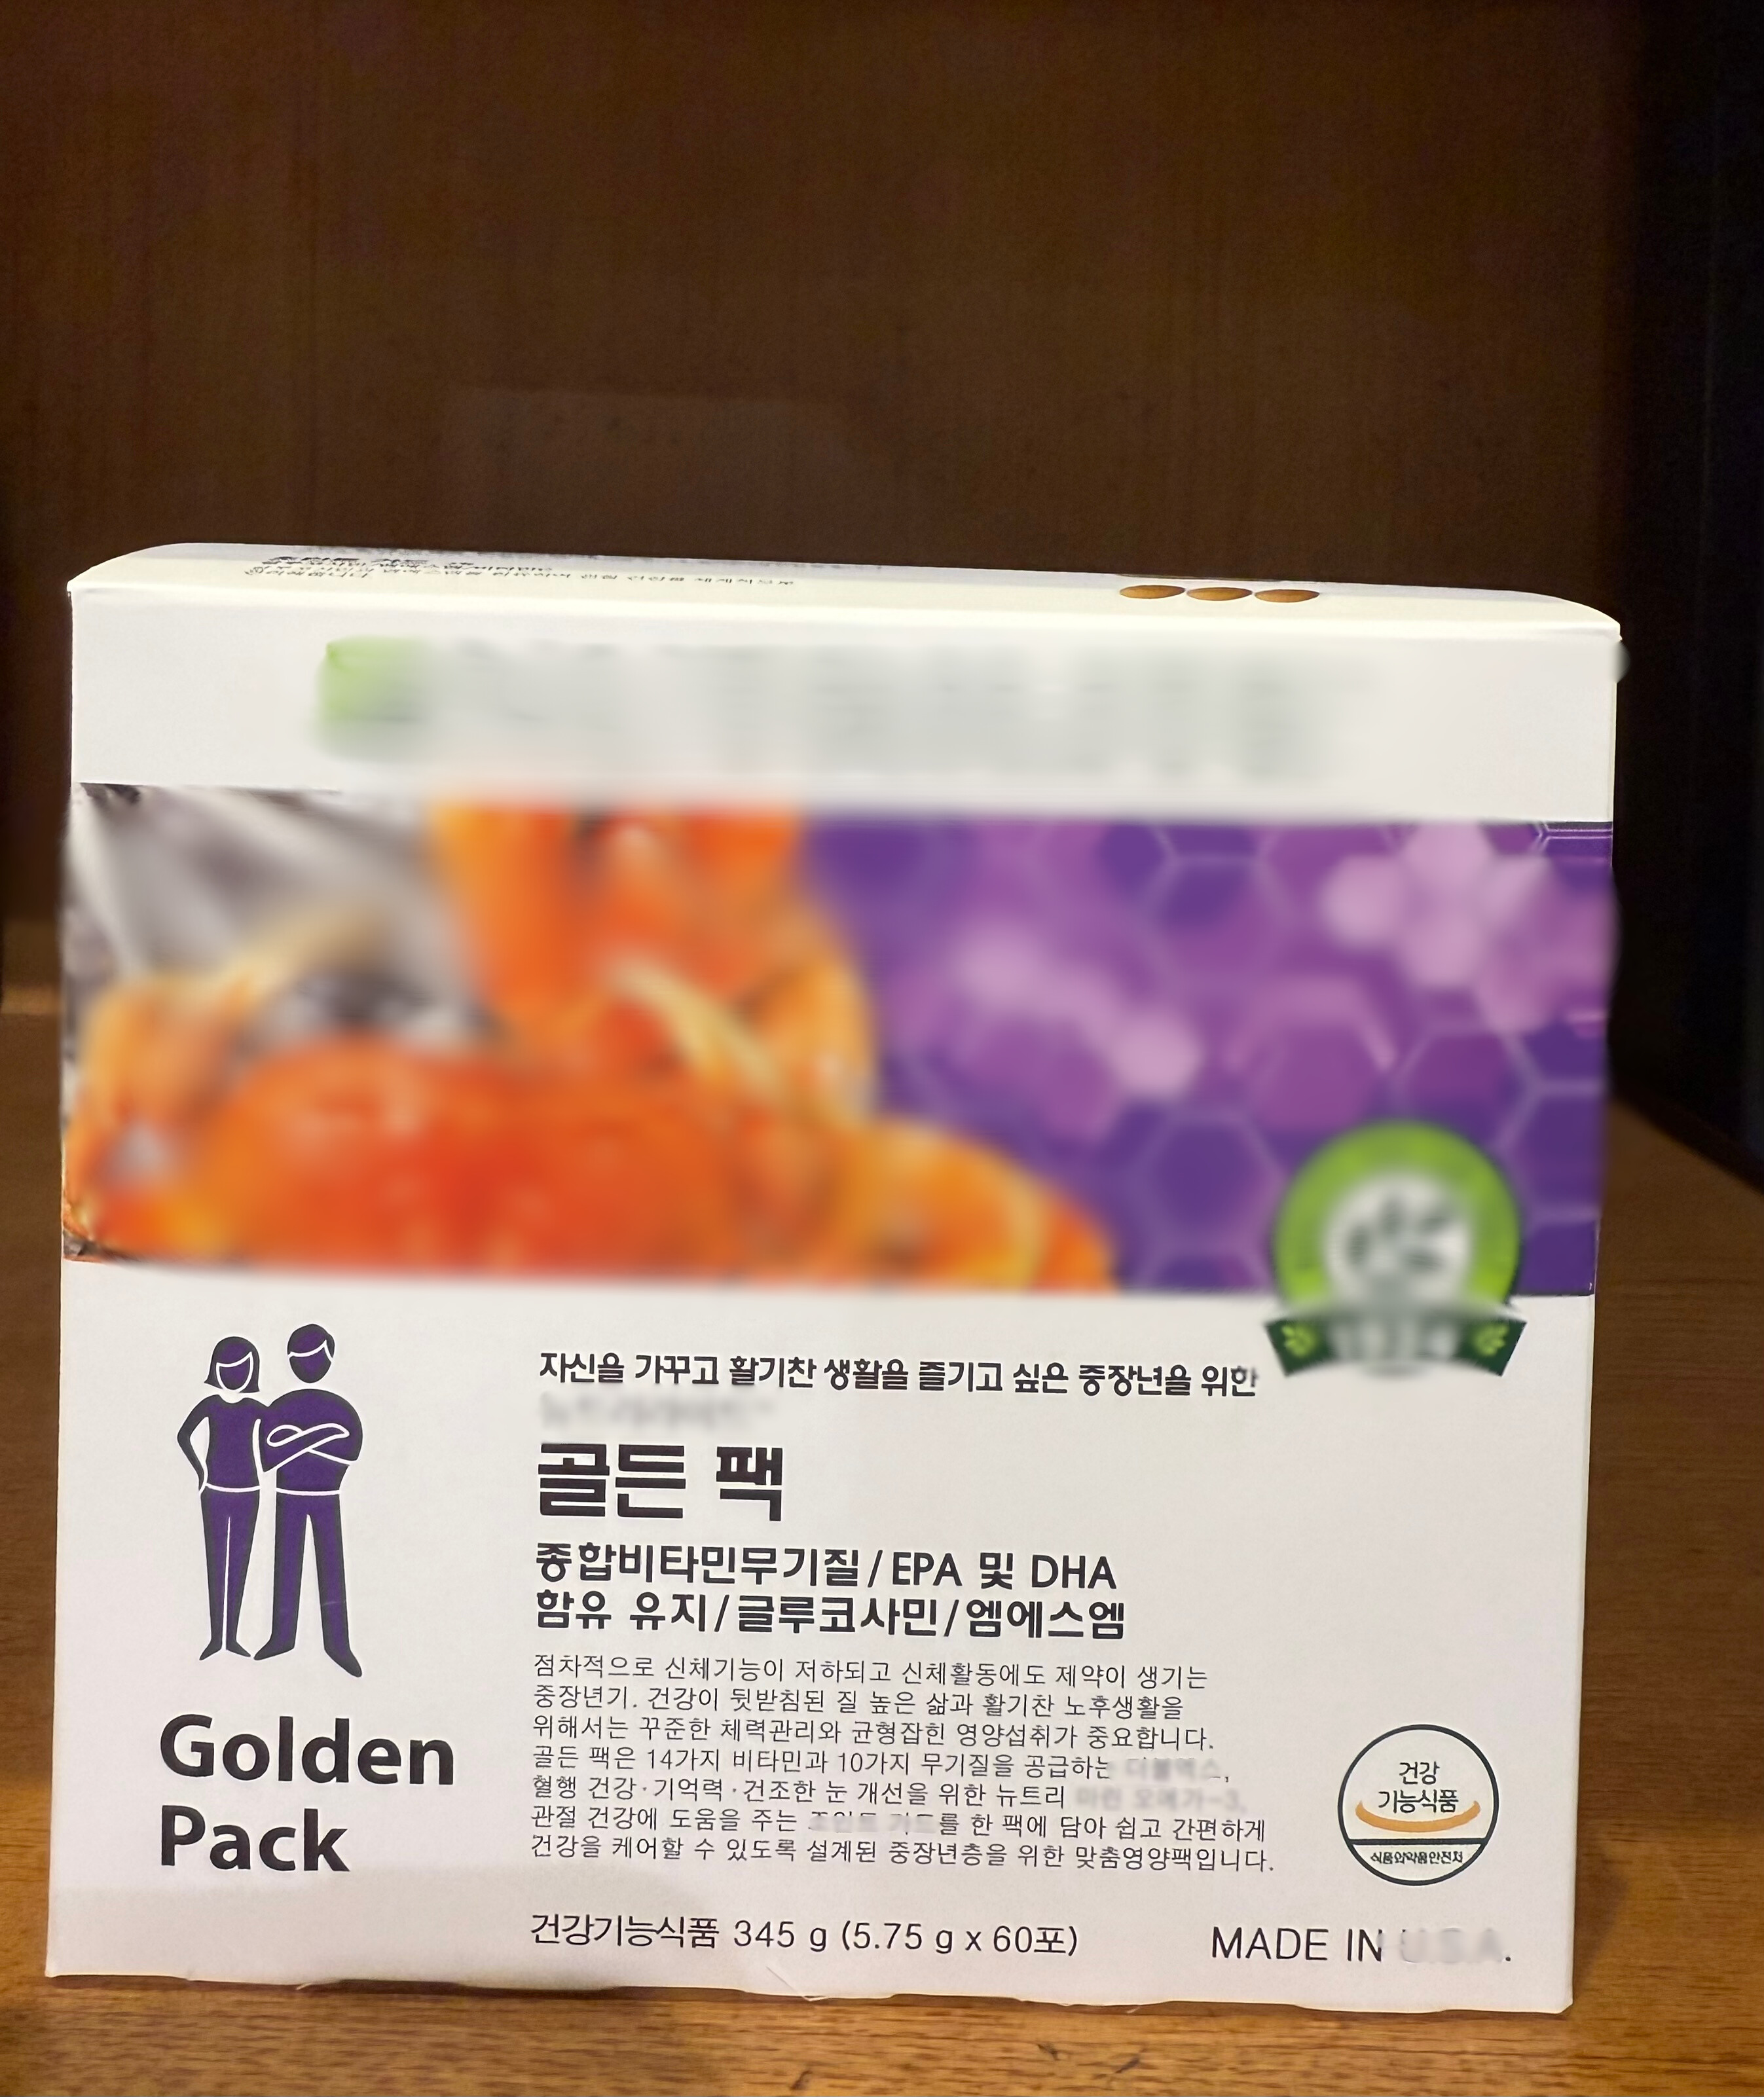 자신을 가꾸고 활기찬 생활을 즐기고 싶은 중장년을 위한
골든 팩
종합비타민무기질/EPA 및 DHA
함유 유지/글루코사민/엠에스엠
점차적으로 신체기능이 저하되고 신체활동에도 제약이 생기는
중장년기. 건강이 뒷받침된 질 높은 삶과 활기찬 노후생활을
위해서는 꾸준한 체력관리와 균형잡힌 영양섭취가 중요합니다.
골든 팩은 14가지 비타민과 10가지 무기질을 공급하는
혈행 건강·기억력·건조한 눈 개선을 위한 뉴트리
관절 건강에 도움을 주는 를 한 팩에 담아 쉽고 간편하게
건강을 케어할 수 있도록 설계된 중장년층을 위한 맞춤영양팩입니다.
Golden
Pack
건강
기능식품
식품의약품안전처
건강기능식품 345 g (5.75 g x 60포)
MADE IN